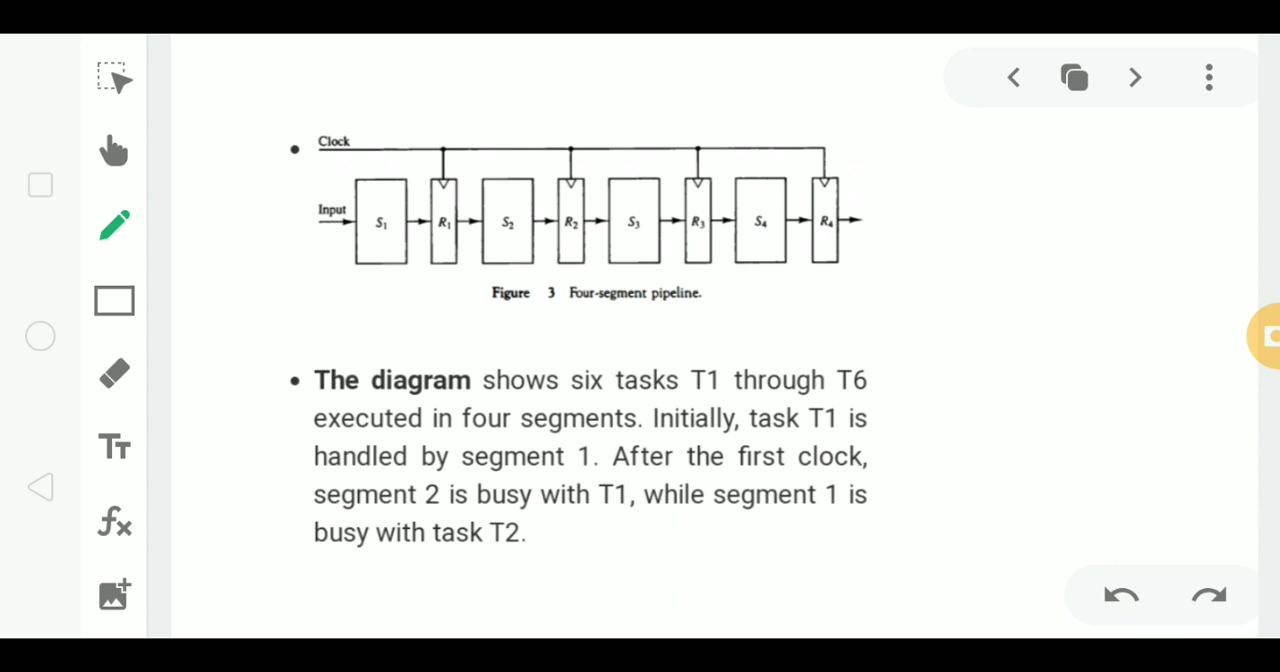 Clock
Input
S1 R1 S2 R2 S3 R3 S4 R4
Figure 3 Four-segment pipeline.
• The diagram shows six tasks T1 through T6
executed in four segments. Initially, task T1 is
handled by segment 1. After the first clock,
segment 2 is busy with T1, while segment 1 is
busy with task T2.
TT
fx